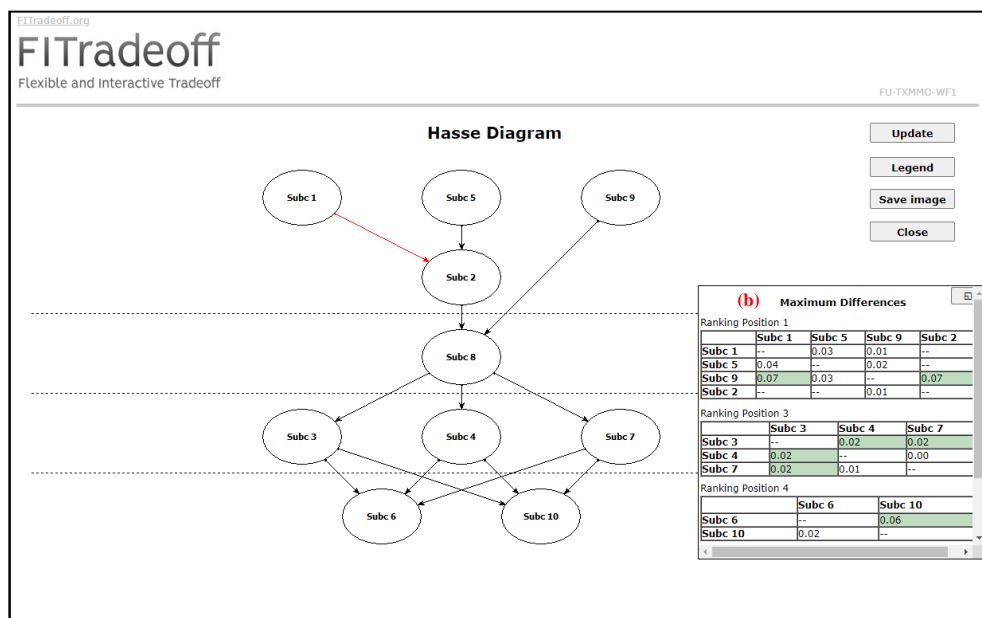 FITradeoff.org
FITradeoff
Flexible and Interactive Tradeoff
FU-TXMMO-WF1
Hasse Diagram
Update
Legend
Save image
Close
Subc 1 Subc 5 Subc 9
Subc 2
Subc 8
Subc 3 Subc 4 Subc 7
Subc 6 Subc 10
(b) Maximum Differences
Ranking Position 1
Subc 1 Subc 5 Subc 9 Subc 2
Subc 1 -- 0.03 0.01 --
Subc 5 0.04 -- 0.02 --
Subc 9 0.07 0.03 -- 0.07
Subc 2 -- -- 0.01 --
Ranking Position 3
Subc 3 Subc 4 Subc 7
Subc 3 -- 0.02 0.02
Subc 4 0.02 -- 0.00
Subc 7 0.02 0.01 --
Ranking Position 4
Subc 6 Subc 10
Subc 6 -- 0.06
Subc 10 0.02 --